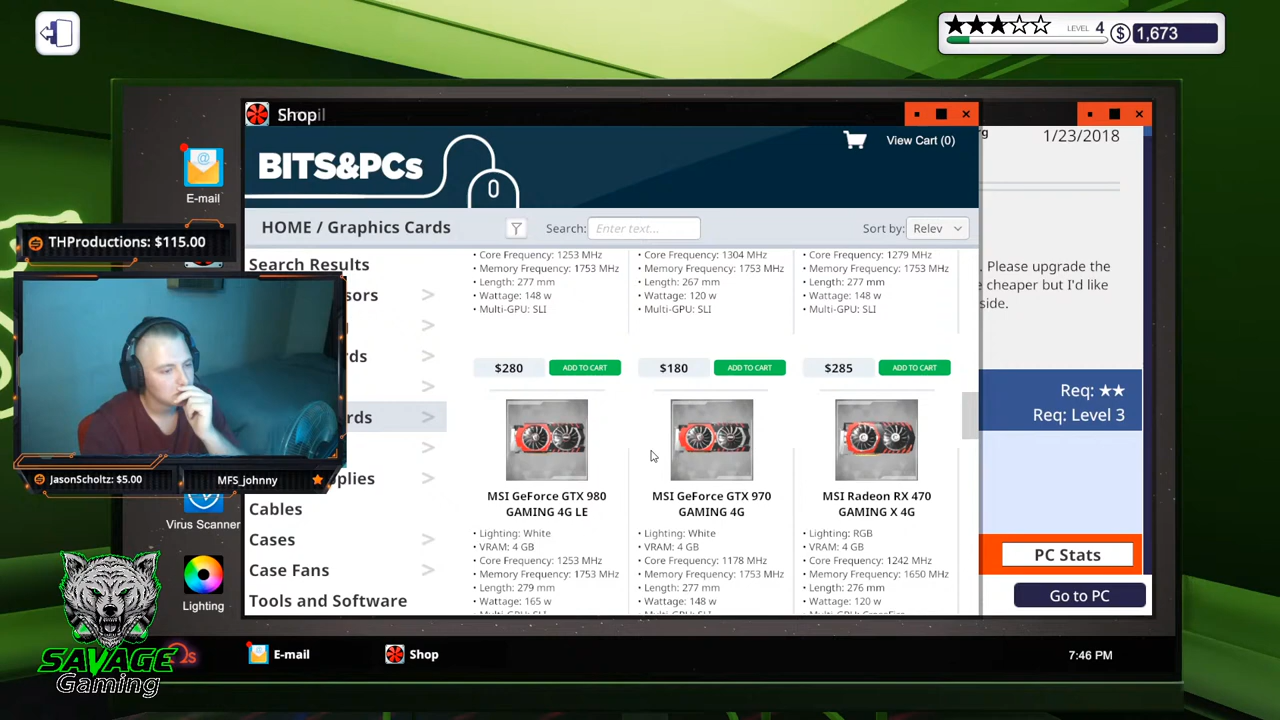 LEVEL 4 $ 1,673
Shop
BITS&PCs
View Cart (0)
1/23/2018
E-mail
HOME / Graphics Cards
Search: Enter text...
Sort by: Relev
THProductions: $115.00
Search Results
• Core Frequency: 1253 MHz
• Memory Frequency: 1753 MHz
• Length: 277 mm
• Wattage: 148 w
• Multi-GPU: SLI
• Core Frequency: 1304 MHz
• Memory Frequency: 1753 MHz
• Length: 267 mm
• Wattage: 120 w
• Multi-GPU: SLI
• Core Frequency: 1279 MHz
• Memory Frequency: 1753 MHz
• Length: 277 mm
• Wattage: 148 w
• Multi-GPU: SLI
. Please upgrade the
cheaper but I'd like
side.
$280 ADD TO CART
$180 ADD TO CART
$285 ADD TO CART
Req: ★★
Req: Level 3
MSI GeForce GTX 980
GAMING 4G LE
• Lighting: White
• VRAM: 4 GB
• Core Frequency: 1253 MHz
• Memory Frequency: 1753 MHz
• Length: 279 mm
• Wattage: 165 w
• Multi-GPU: SLI
MSI GeForce GTX 970
GAMING 4G
• Lighting: White
• VRAM: 4 GB
• Core Frequency: 1178 MHz
• Memory Frequency: 1753 MHz
• Length: 277 mm
• Wattage: 148 w
• Multi-GPU: SLI
MSI Radeon RX 470
GAMING X 4G
• Lighting: RGB
• VRAM: 4 GB
• Core Frequency: 1242 MHz
• Memory Frequency: 1650 MHz
• Length: 276 mm
• Wattage: 120 w
• Multi-GPU: CrossFire
JasonScholtz: $5.00
MFS_johnny
Cables
Cases
Case Fans
Tools and Software
Virus Scanner
Lighting
PC Stats
Go to PC
SAVAGE
Gaming
E-mail
Shop
7:46 PM